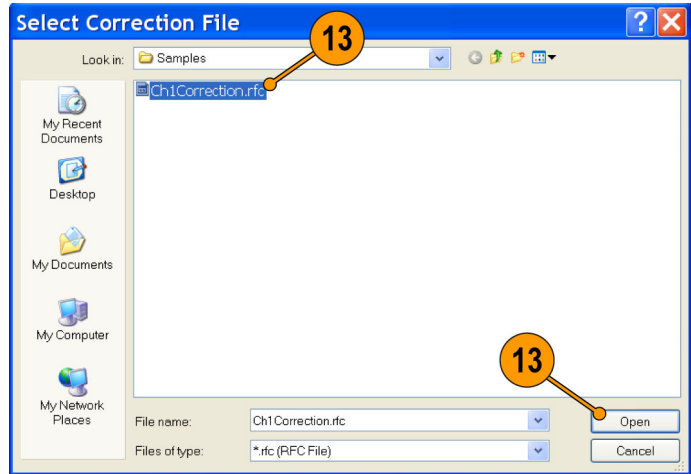 Select Correction File
13
Look in:
Samples
Ch1Correction.rfc
My Recent
Documents
Desktop
My Documents
My Computer
My Network
Places
13
File name:
Ch1Correction.rfc
Open
Files of type:
*.rfc (RFC File)
Cancel